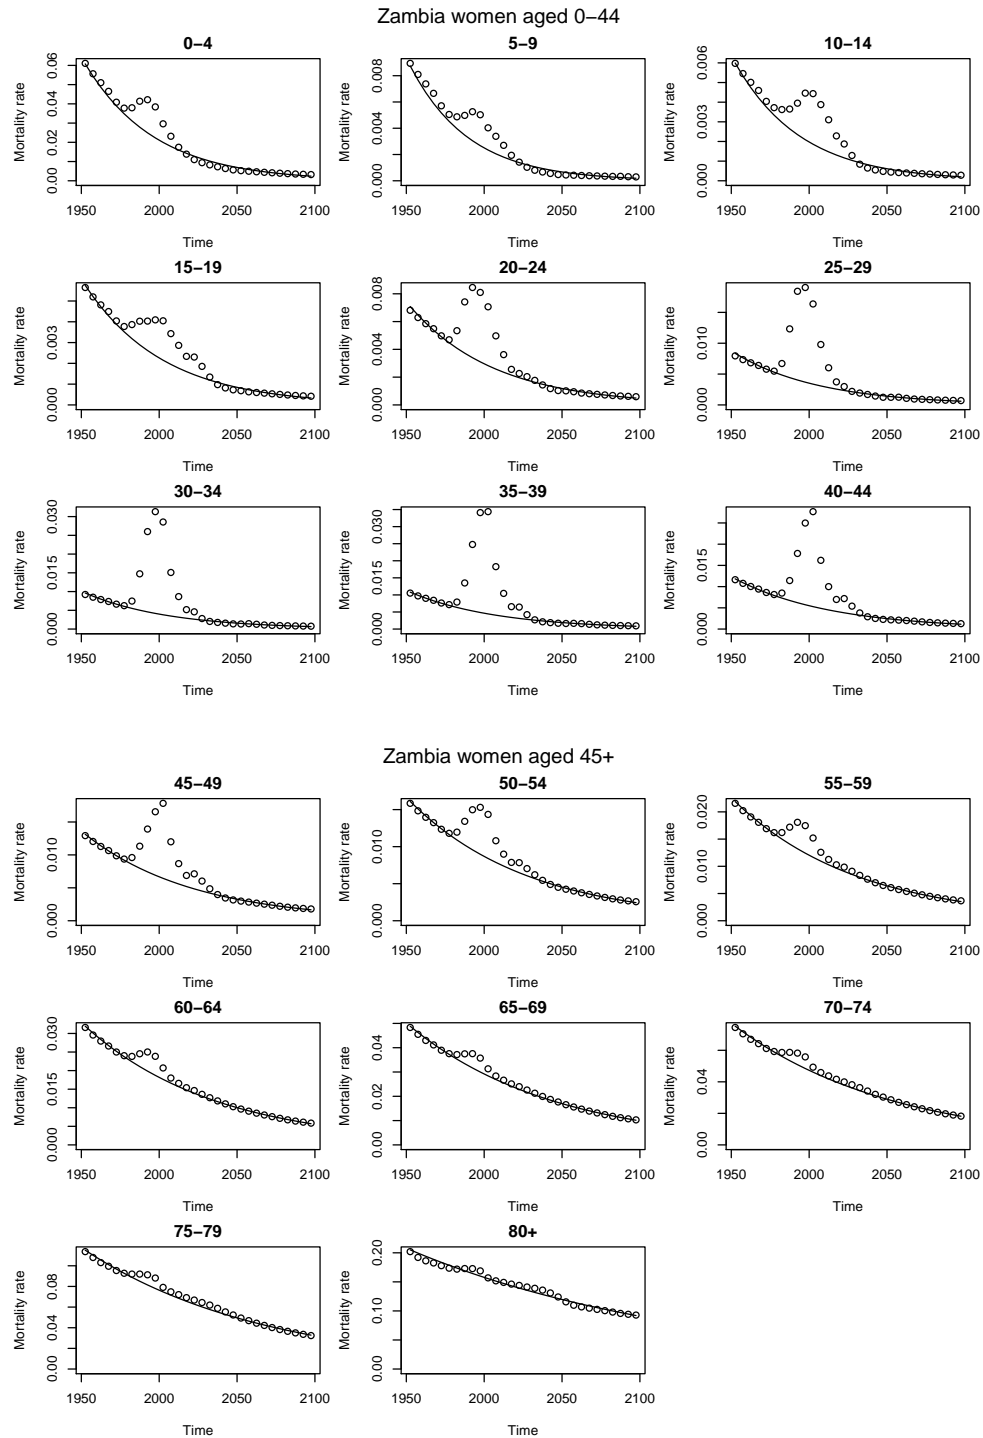 Zambia women aged 0−44
0−4 5−9 10−14
Mortality rate 0.00 0.02 0.04 0.06 Mortality rate 0.000 0.004 0.008 Mortality rate 0.000 0.003 0.006
1950 2000 2050 2100 1950 2000 2050 2100 1950 2000 2050 2100
Time Time Time
15−19 20−24 25−29
Mortality rate 0.000 0.003 Mortality rate 0.000 0.004 0.008 Mortality rate 0.000 0.010
1950 2000 2050 2100 1950 2000 2050 2100 1950 2000 2050 2100
Time Time Time
30−34 35−39 40−44
Mortality rate 0.000 0.015 0.030 Mortality rate 0.000 0.015 0.030 Mortality rate 0.000 0.015
1950 2000 2050 2100 1950 2000 2050 2100 1950 2000 2050 2100
Time Time Time
Zambia women aged 45+
45−49 50−54 55−59
Mortality rate 0.000 0.010 Mortality rate 0.000 0.010 Mortality rate 0.000 0.010 0.020
1950 2000 2050 2100 1950 2000 2050 2100 1950 2000 2050 2100
Time Time Time
60−64 65−69 70−74
Mortality rate 0.000 0.015 0.030 Mortality rate 0.00 0.02 0.04 Mortality rate 0.00 0.04
1950 2000 2050 2100 1950 2000 2050 2100 1950 2000 2050 2100
Time Time Time
75−79 80+
Mortality rate 0.00 0.04 0.08 Mortality rate 0.00 0.10 0.20
1950 2000 2050 2100 1950 2000 2050 2100
Time Time